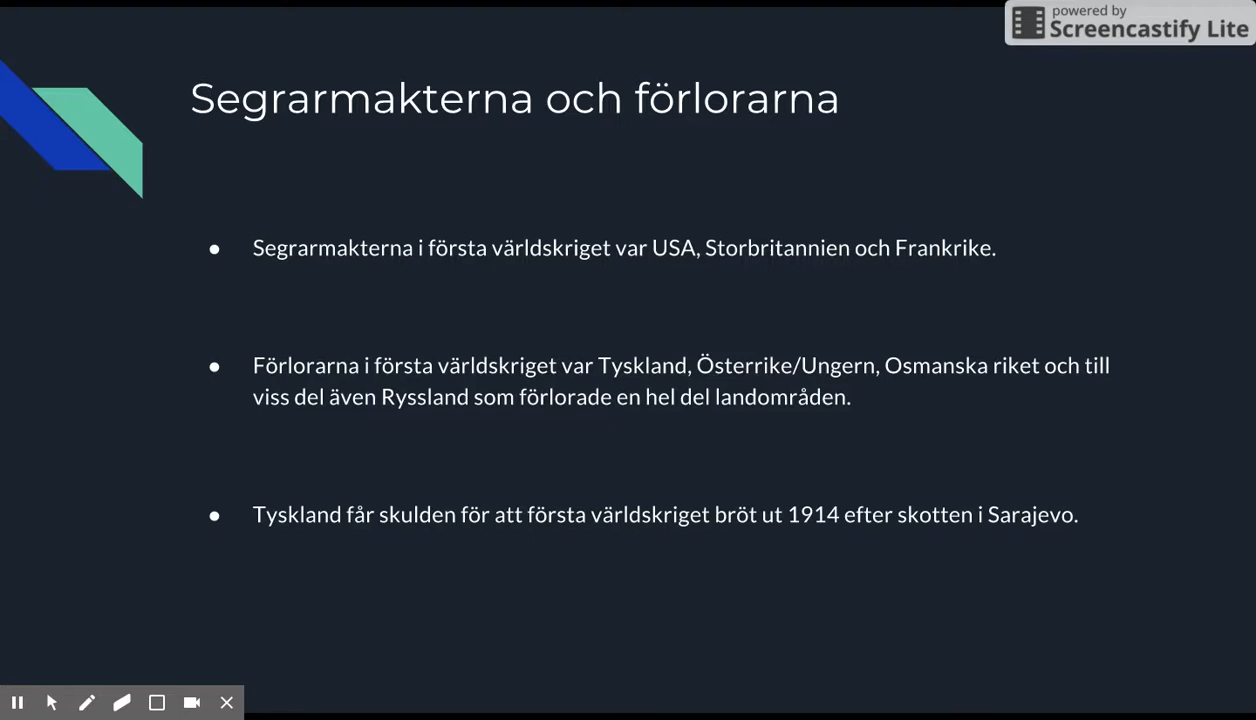 powered by
Screencastify Lite
Segrarmakterna och förlorarna
● Segrarmakterna i första världskriget var USA, Storbritannien och Frankrike.
● Förlorarna i första världskriget var Tyskland, Österrike/Ungern, Osmanska riket och till
viss del även Ryssland som förlorade en hel del landområden.
● Tyskland får skulden för att första världskriget bröt ut 1914 efter skotten i Sarajevo.